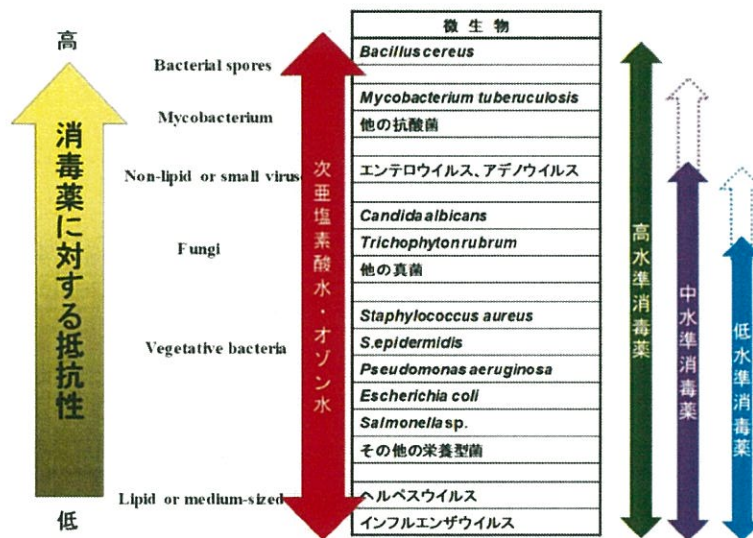 高
消毒薬に対する抵抗性
低
Bacterial spores
Mycobacterium
Non-lipid or small viruse
Fungi
Vegetative bacteria
Lipid or medium-sized
次亜塩素酸水・オゾン水
微生物
Bacillus cereus
Mycobacterium tuberuculosis
他の抗酸菌
エンテロウイルス、アデノウイルス
Candida albicans
Trichophyton rubrum
他の真菌
Staphylococcus aureus
S.epidermidis
Pseudomonas aeruginosa
Escherichia coli
Salmonella sp.
その他の栄養型菌
ヘルペスウイルス
インフルエンザウイルス
高水準消毒薬
中水準消毒薬
低水準消毒薬